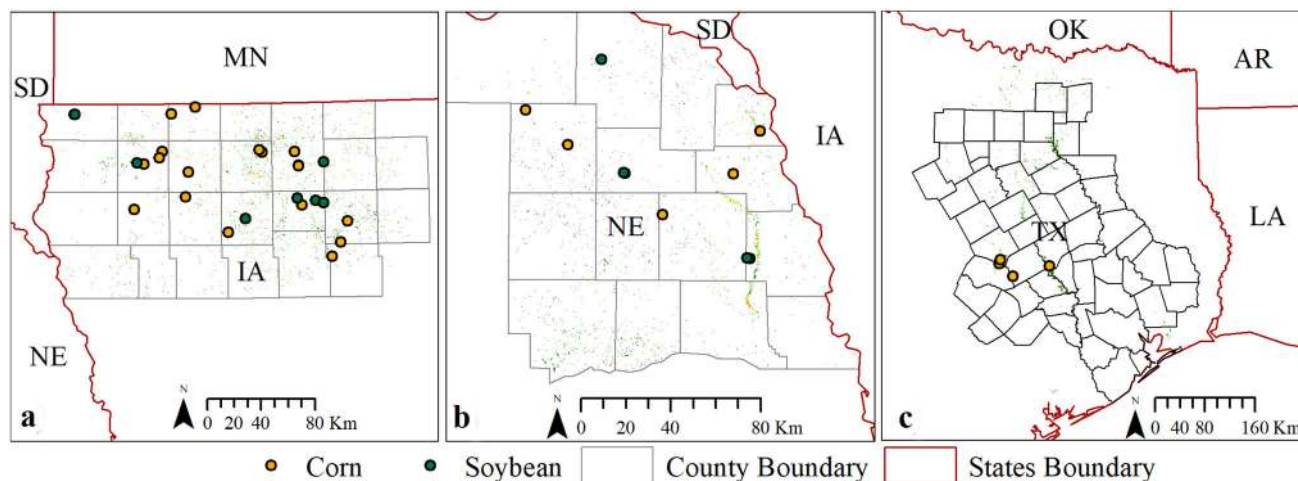 SD
MN
IA
NE
a
N
0 20 40 80 Km
SD
IA
NE
b
N
0 20 40 80 Km
OK
AR
TX
LA
c
N
0 40 80 160 Km
Corn Soybean County Boundary States Boundary